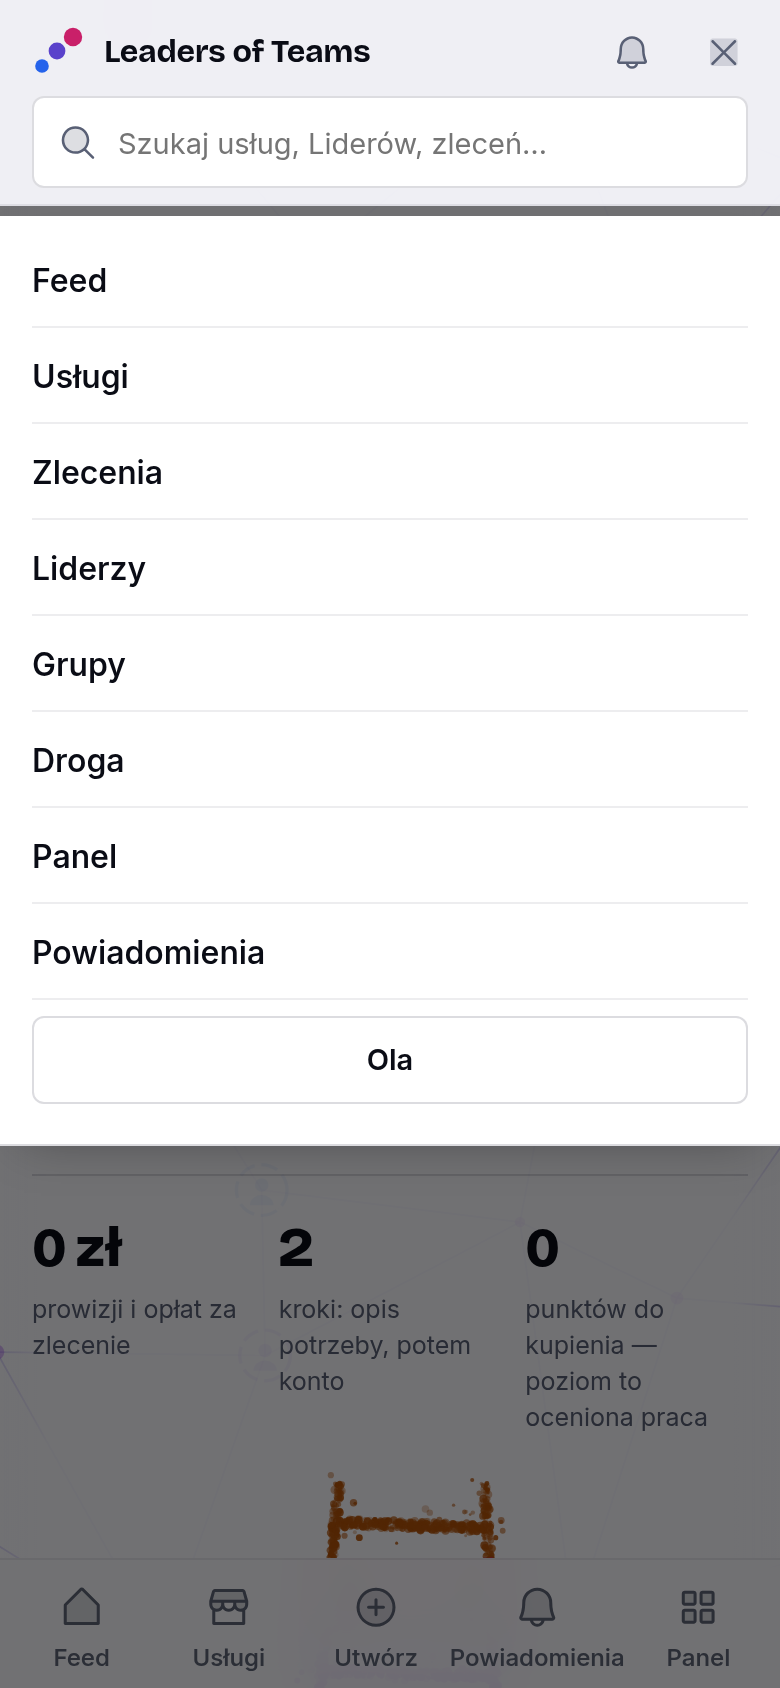 Leaders of Teams
Szukaj usług, Liderów, zleceń...
Feed
Usługi
Zlecenia
Liderzy
Grupy
Droga
Panel
Powiadomienia
Ola
0 zł
prowizji i opłat za
zlecenie
2
kroki: opis
potrzeby, potem
konto
0
punktów do
kupienia —
poziom to
oceniona praca
Feed
Usługi
Utwórz
Powiadomienia
Panel